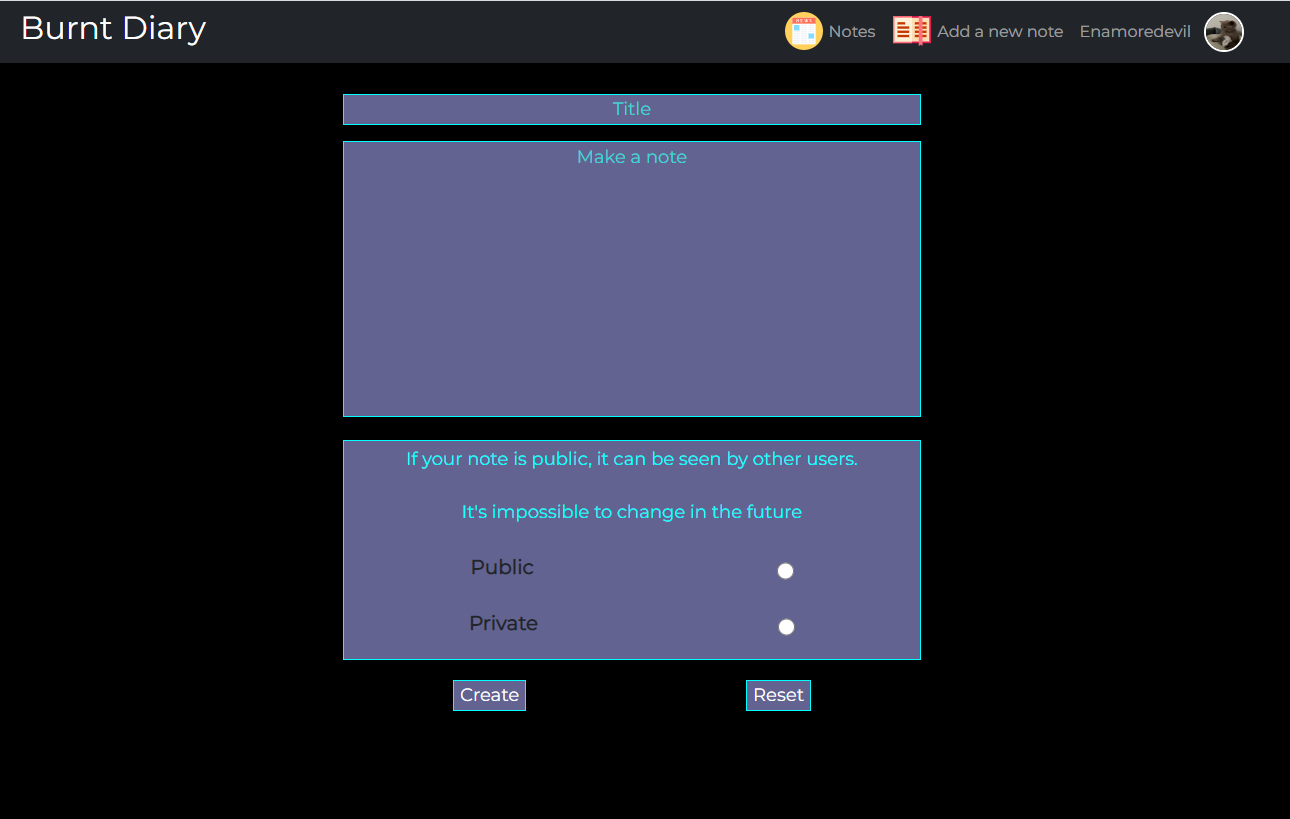 Burnt Diary
NEWS
Notes
Add a new note
Enamoredevil
Title
Make a note
If your note is public, it can be seen by other users.
It's impossible to change in the future
Public
Private
Create
Reset